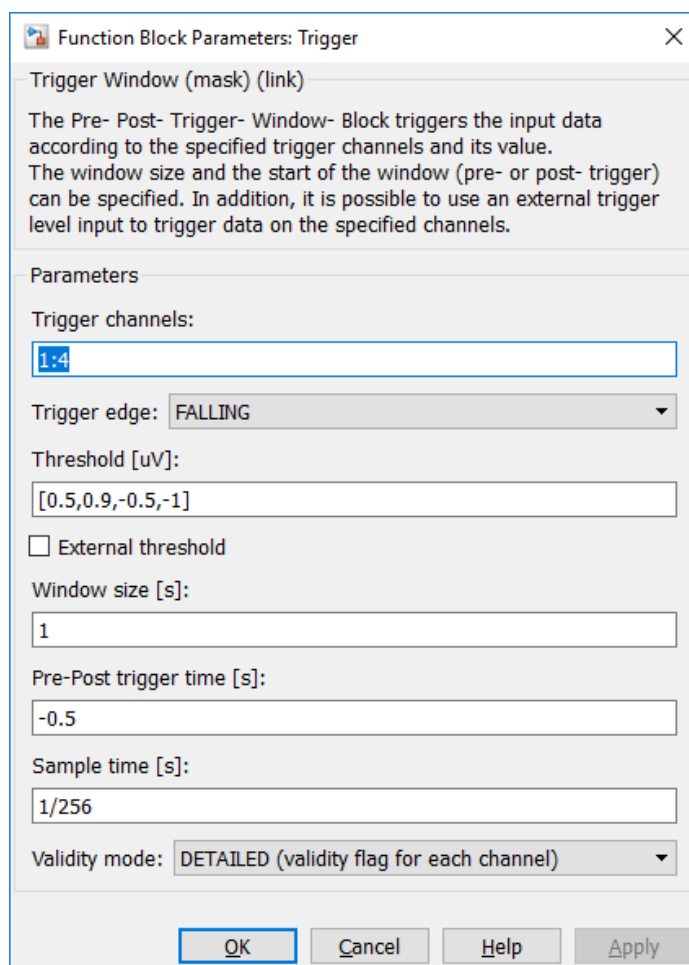 Function Block Parameters: Trigger
Trigger Window (mask) (link)
The Pre- Post- Trigger- Window- Block triggers the input data
according to the specified trigger channels and its value.
The window size and the start of the window (pre- or post- trigger)
can be specified. In addition, it is possible to use an external trigger
level input to trigger data on the specified channels.
Parameters
Trigger channels:
1:4
Trigger edge: FALLING
Threshold [uV]:
[0.5,0.9,-0.5,-1]
External threshold
Window size [s]:
1
Pre-Post trigger time [s]:
-0.5
Sample time [s]:
1/256
Validity mode: DETAILED (validity flag for each channel)
OK Cancel Help Apply